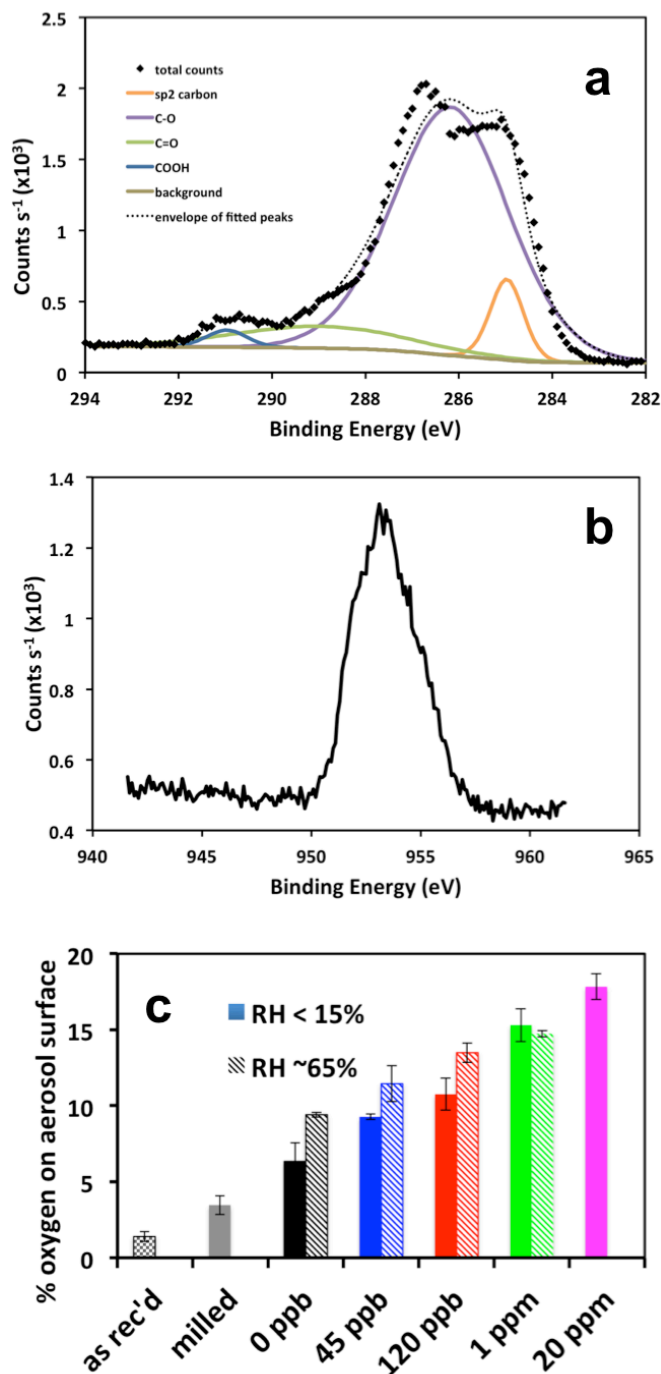 a
2.5
2
1.5
1
0.5
0
Counts s-1 (x10³)
total counts
sp2 carbon
C-O
C=O
COOH
background
envelope of fitted peaks
294 292 290 288 286 284 282
Binding Energy (eV)
b
1.4
1.2
1.0
0.8
0.6
0.4
Counts s-1 (x10³)
940 945 950 955 960 965
Binding Energy (eV)
c
20
15
10
5
0
% oxygen on aerosol surface
RH < 15%
RH ~65%
as rec'd milled 0 ppb 45 ppb 120 ppb 1 ppm 20 ppm